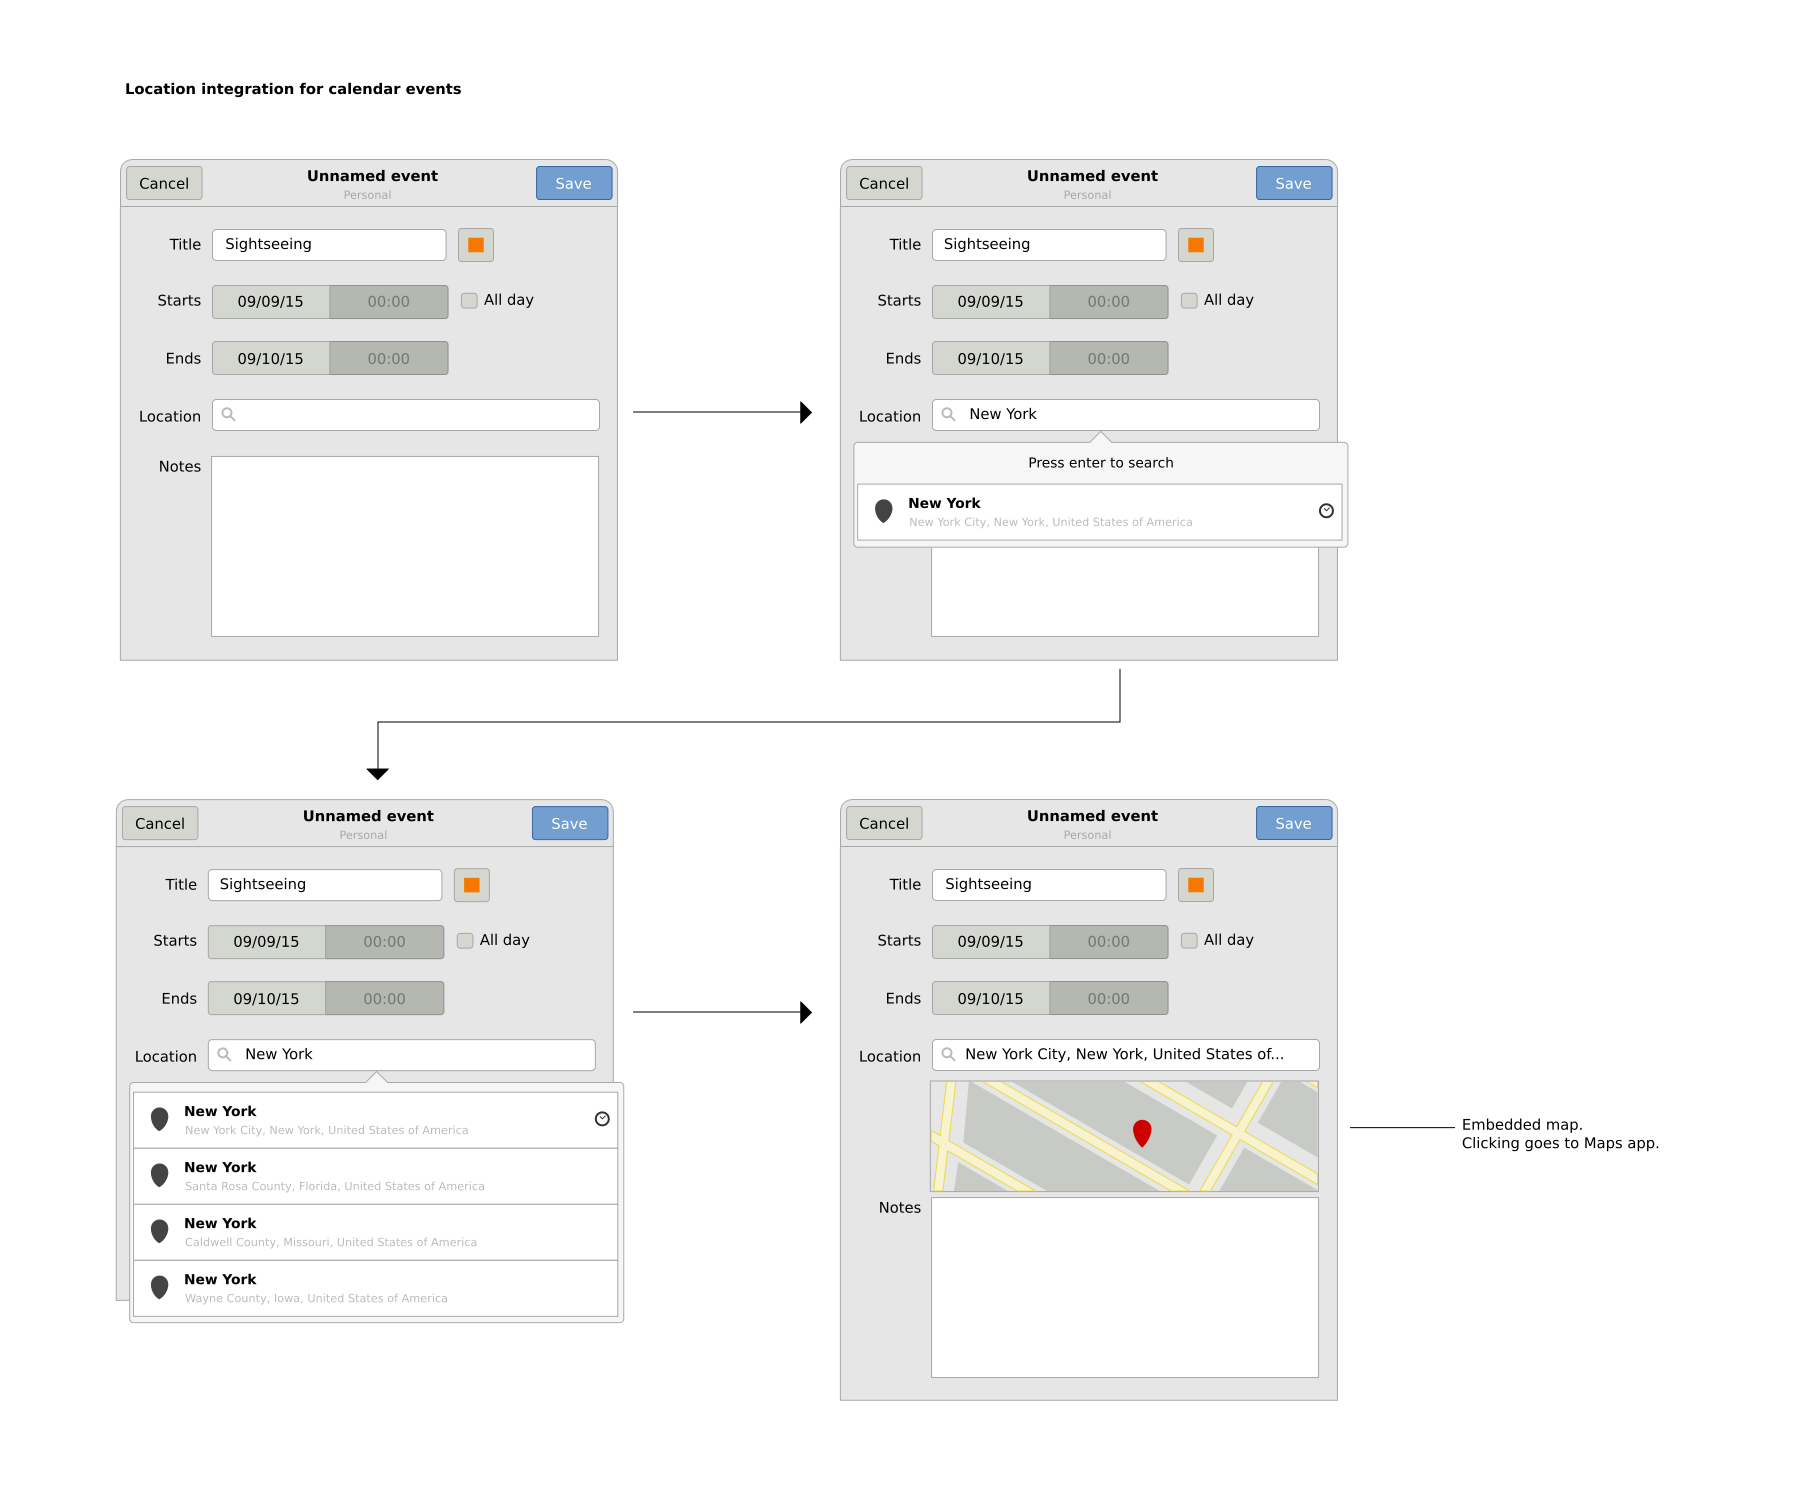 Location integration for calendar events
Cancel
Unnamed event
Personal
Save
Title
Sightseeing
Starts
09/09/15
00:00
All day
Ends
09/10/15
00:00
Location
Notes
Cancel
Unnamed event
Personal
Save
Title
Sightseeing
Starts
09/09/15
00:00
All day
Ends
09/10/15
00:00
Location
New York
Press enter to search
New York
New York City, New York, United States of America
Cancel
Unnamed event
Personal
Save
Title
Sightseeing
Starts
09/09/15
00:00
All day
Ends
09/10/15
00:00
Location
New York
New York
New York City, New York, United States of America
New York
Santa Rosa County, Florida, United States of America
New York
Caldwell County, Missouri, United States of America
New York
Wayne County, Iowa, United States of America
Cancel
Unnamed event
Personal
Save
Title
Sightseeing
Starts
09/09/15
00:00
All day
Ends
09/10/15
00:00
Location
New York City, New York, United States of...
Notes
Embedded map.
Clicking goes to Maps app.